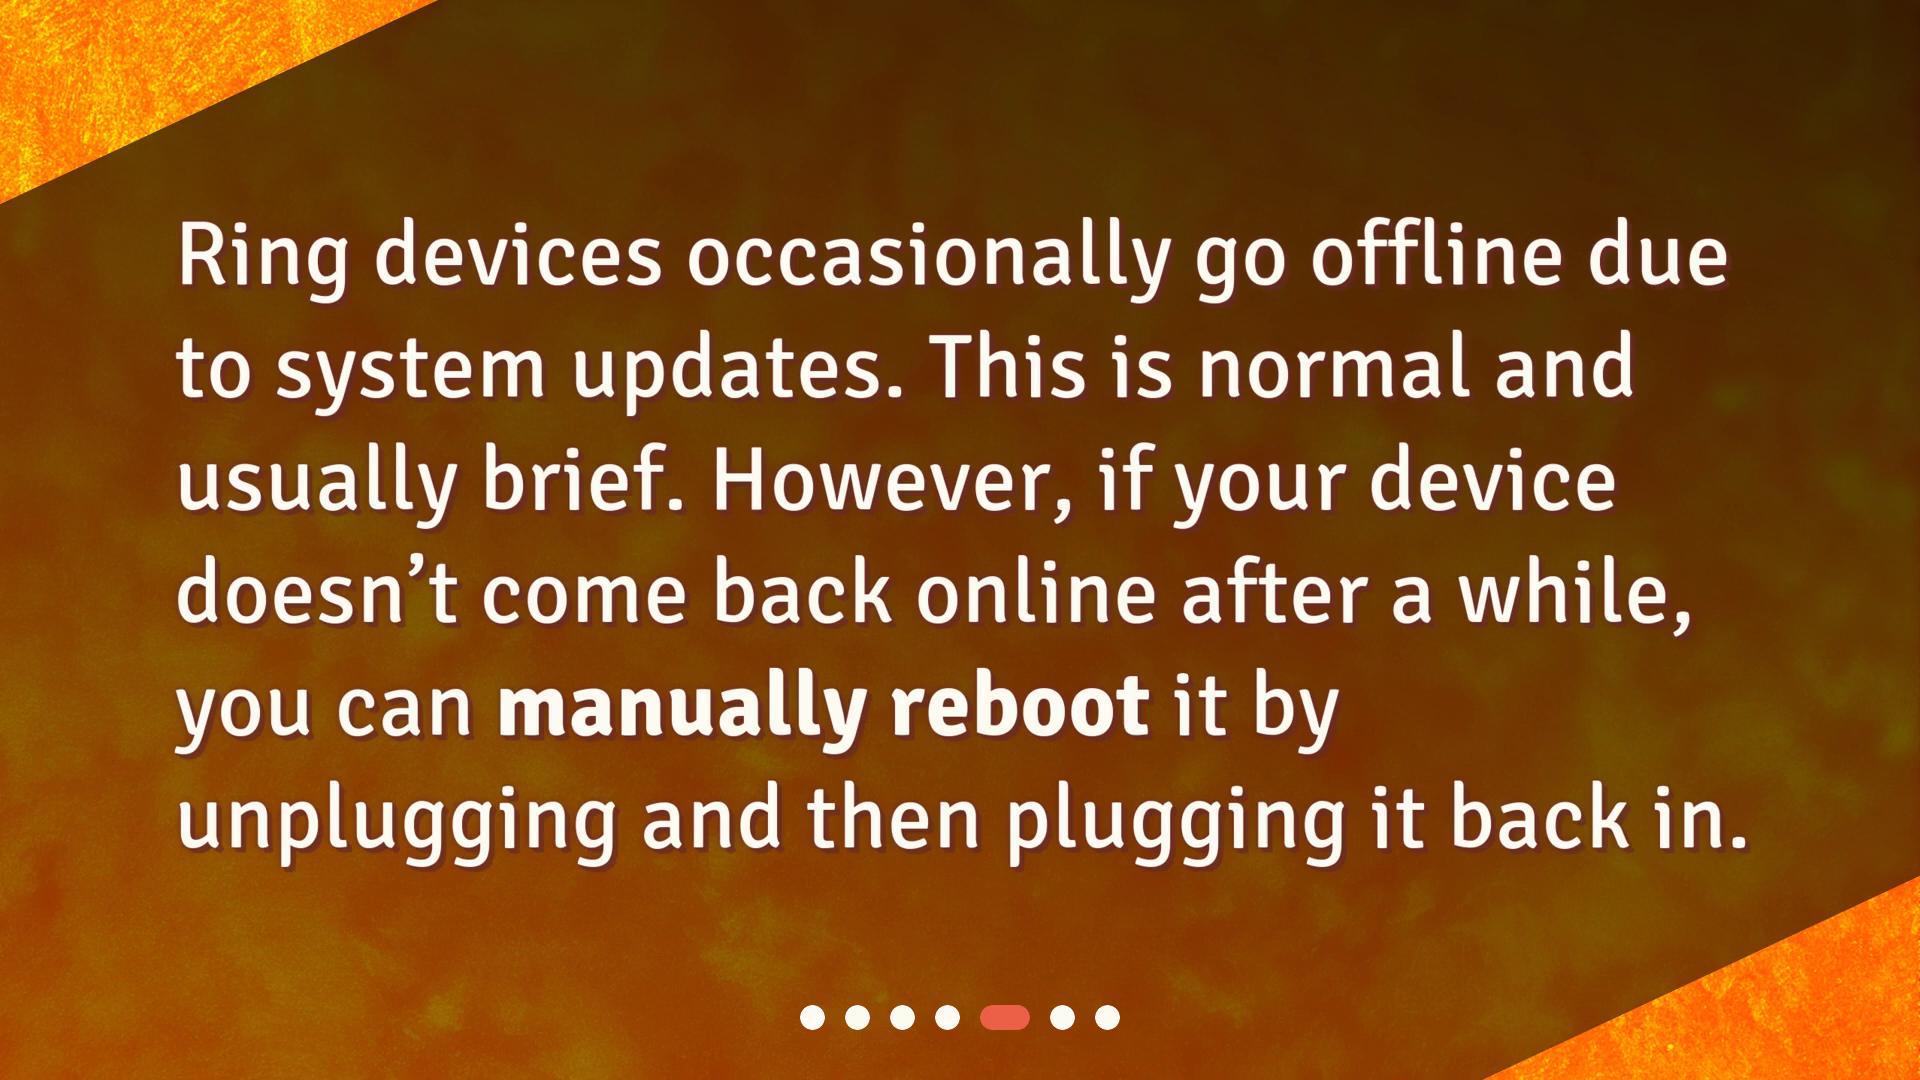 Ring devices occasionally go offline due
to system updates. This is normal and
usually brief. However, if your device
doesn’t come back online after a while,
you can manually reboot it by
unplugging and then plugging it back in.